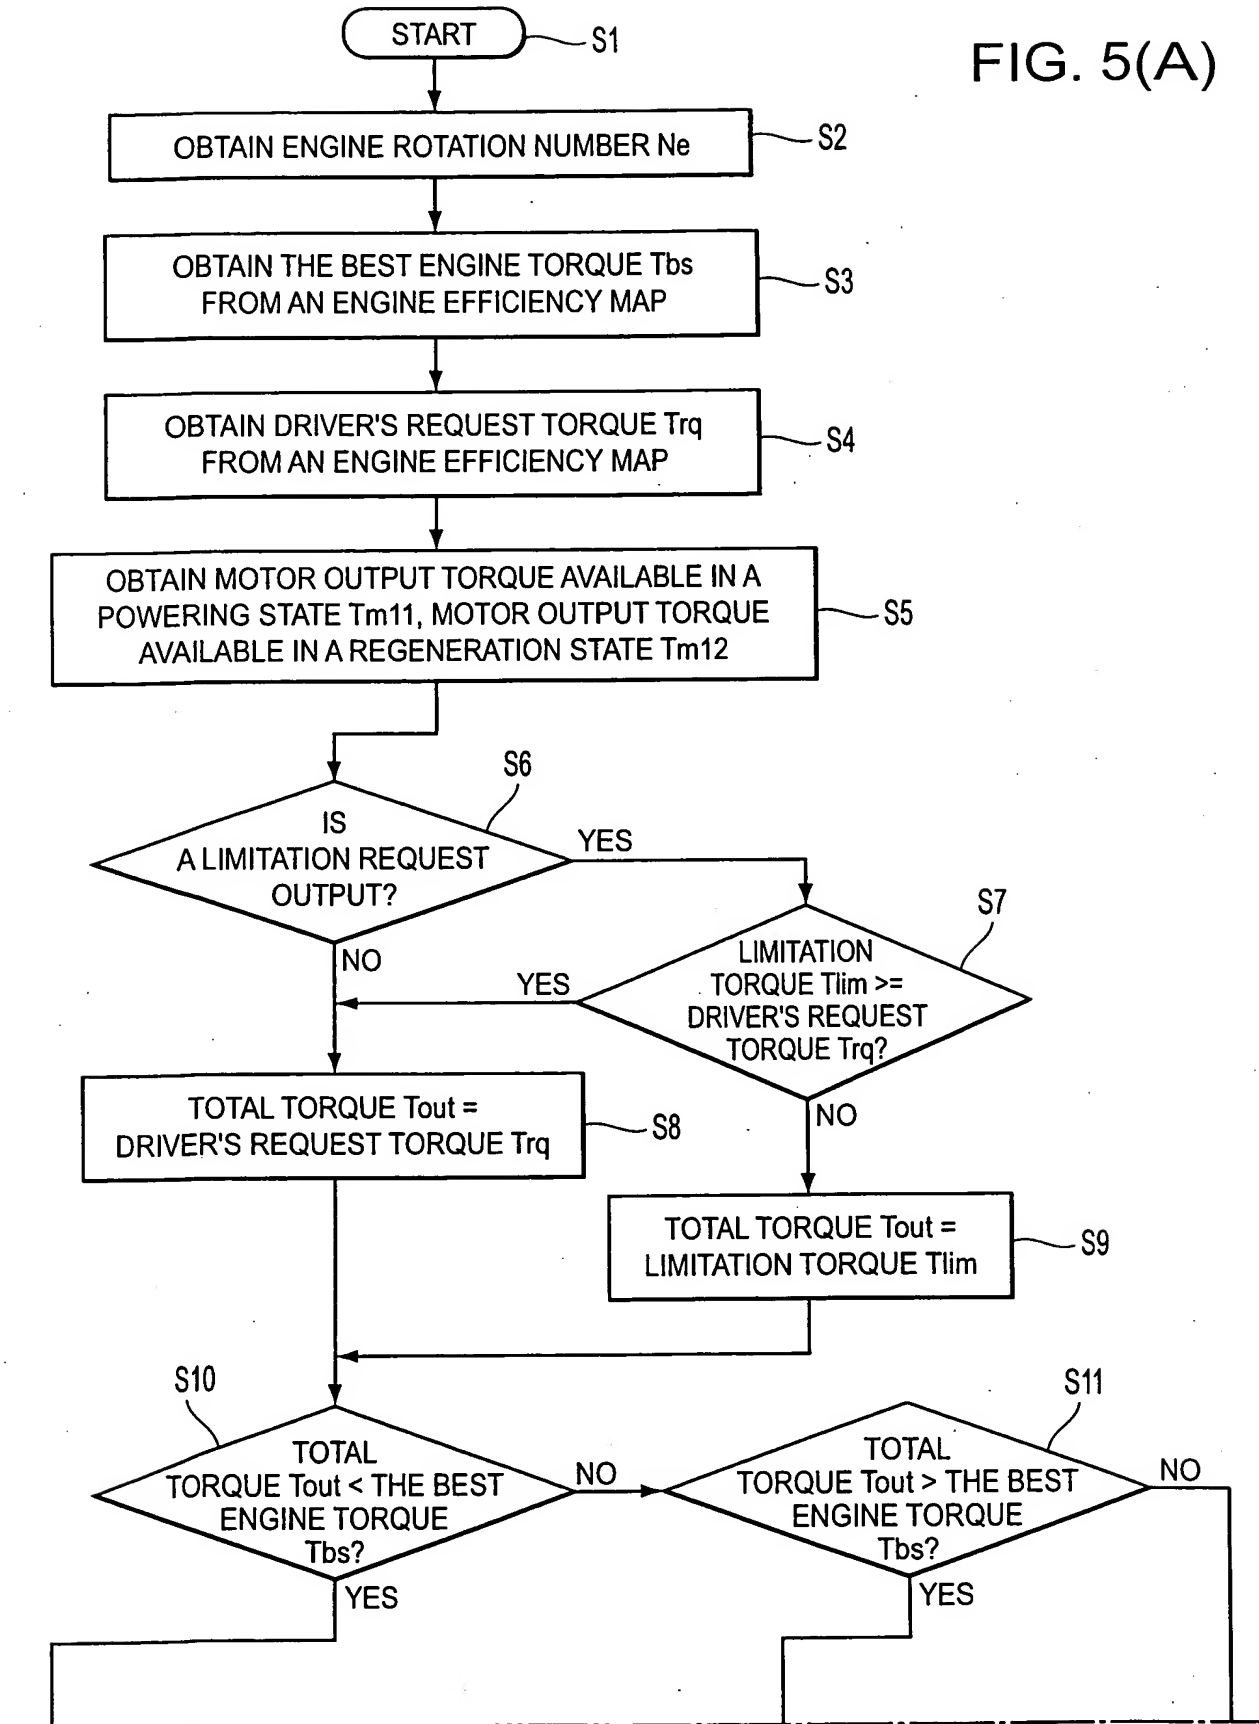 FIG. 5(A)
START
S1
OBTAIN ENGINE ROTATION NUMBER Ne
S2
OBTAIN THE BEST ENGINE TORQUE Tbs
FROM AN ENGINE EFFICIENCY MAP
S3
OBTAIN DRIVER'S REQUEST TORQUE Trq
FROM AN ENGINE EFFICIENCY MAP
S4
OBTAIN MOTOR OUTPUT TORQUE AVAILABLE IN A
POWERING STATE Tm11, MOTOR OUTPUT TORQUE
AVAILABLE IN A REGENERATION STATE Tm12
S5
S6
IS
A LIMITATION REQUEST
OUTPUT?
YES
NO
S7
LIMITATION
TORQUE Tlim >=
DRIVER'S REQUEST
TORQUE Trq?
YES
NO
TOTAL TORQUE Tout =
DRIVER'S REQUEST TORQUE Trq
S8
TOTAL TORQUE Tout =
LIMITATION TORQUE Tlim
S9
S10
TOTAL
TORQUE Tout < THE BEST
ENGINE TORQUE
Tbs?
NO
YES
S11
TOTAL
TORQUE Tout > THE BEST
ENGINE TORQUE
Tbs?
NO
YES